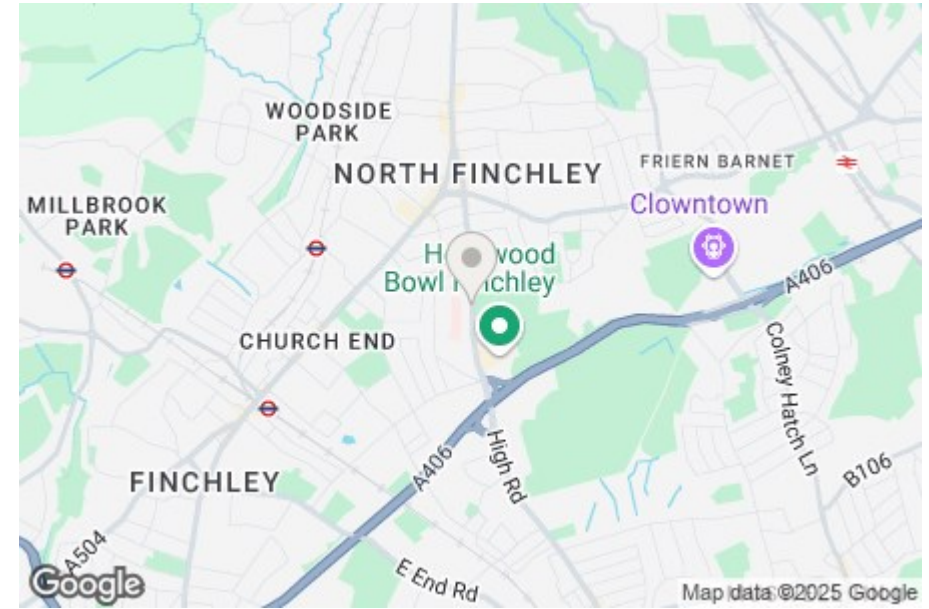 WOODSIDE
PARK
NORTH FINCHLEY
FRIERN BARNET
MILLBROOK
PARK
Clowntown
Bowl
A406
CHURCH END
Colney Hatch Ln
A406
High Rd
FINCHLEY
B106
A504
E End Rd
Google
Map data ©2025 Google